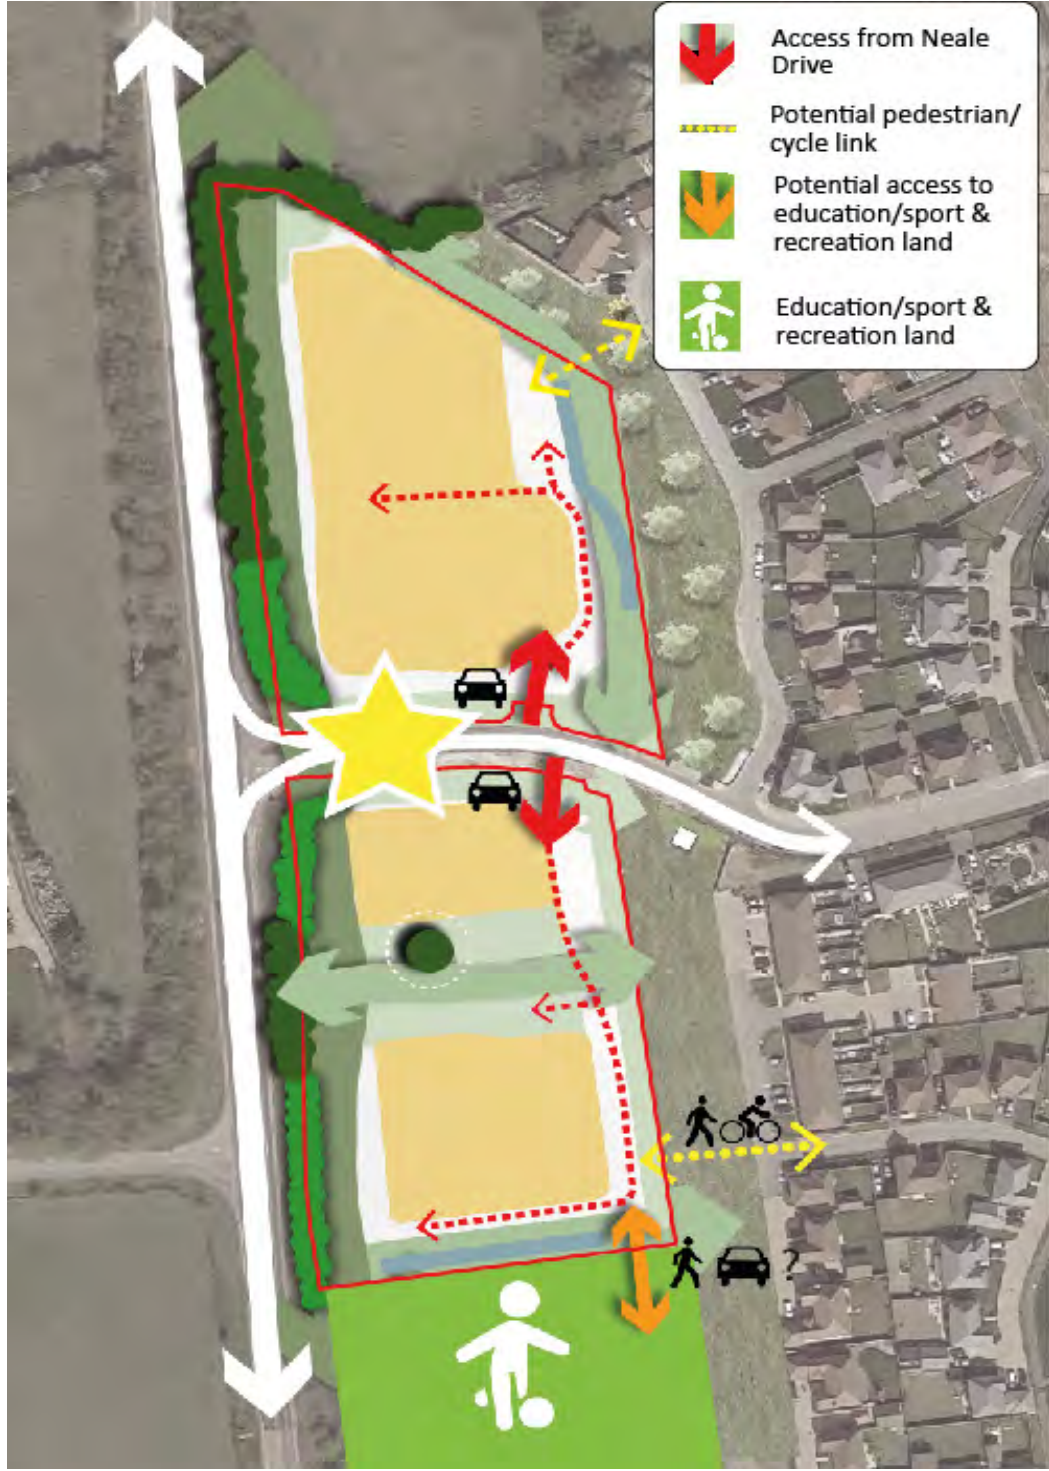 Access from Neale
Drive
Potential pedestrian/
cycle link
Potential access to
education/sport &
recreation land
Education/sport &
recreation land
?